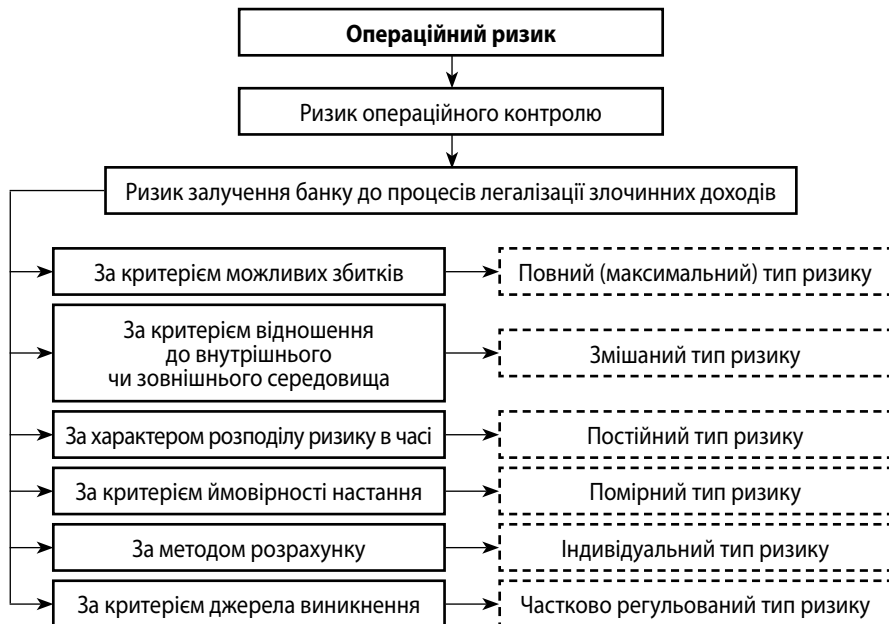 Операційний ризик
Ризик операційного контролю
Ризик залучення банку до процесів легалізації злочинних доходів
За критерієм можливих збитків
Повний (максимальний) тип ризику
За критерієм відношення
до внутрішнього
чи зовнішнього середовища
Змішаний тип ризику
За характером розподілу ризику в часі
Постійний тип ризику
За критерієм ймовірності настання
Помірний тип ризику
За методом розрахунку
Індивідуальний тип ризику
За критерієм джерела виникнення
Частково регульований тип ризику